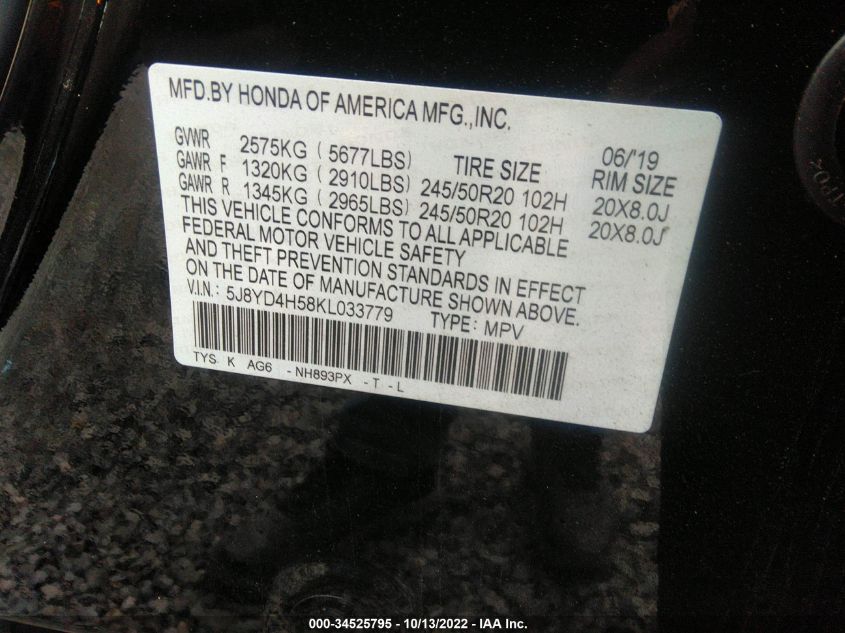 MFD.BY HONDA OF AMERICA MFG.,INC.
GVWR 2575KG ( 5677LBS) TIRE SIZE 06/'19 RIM SIZE
GAWR F 1320KG ( 2910LBS) 245/50R20 102H 20X8.0J
GAWR R 1345KG ( 2965LBS) 245/50R20 102H 20X8.0J
THIS VEHICLE CONFORMS TO ALL APPLICABLE
FEDERAL MOTOR VEHICLE SAFETY
AND THEFT PREVENTION STANDARDS IN EFFECT
ON THE DATE OF MANUFACTURE SHOWN ABOVE.
V.I.N.: 5J8YD4H58KL033779 TYPE: MPV
TYS K AG6 -NH893PX -T -L
000-34525795 - 10/13/2022 - IAA Inc.